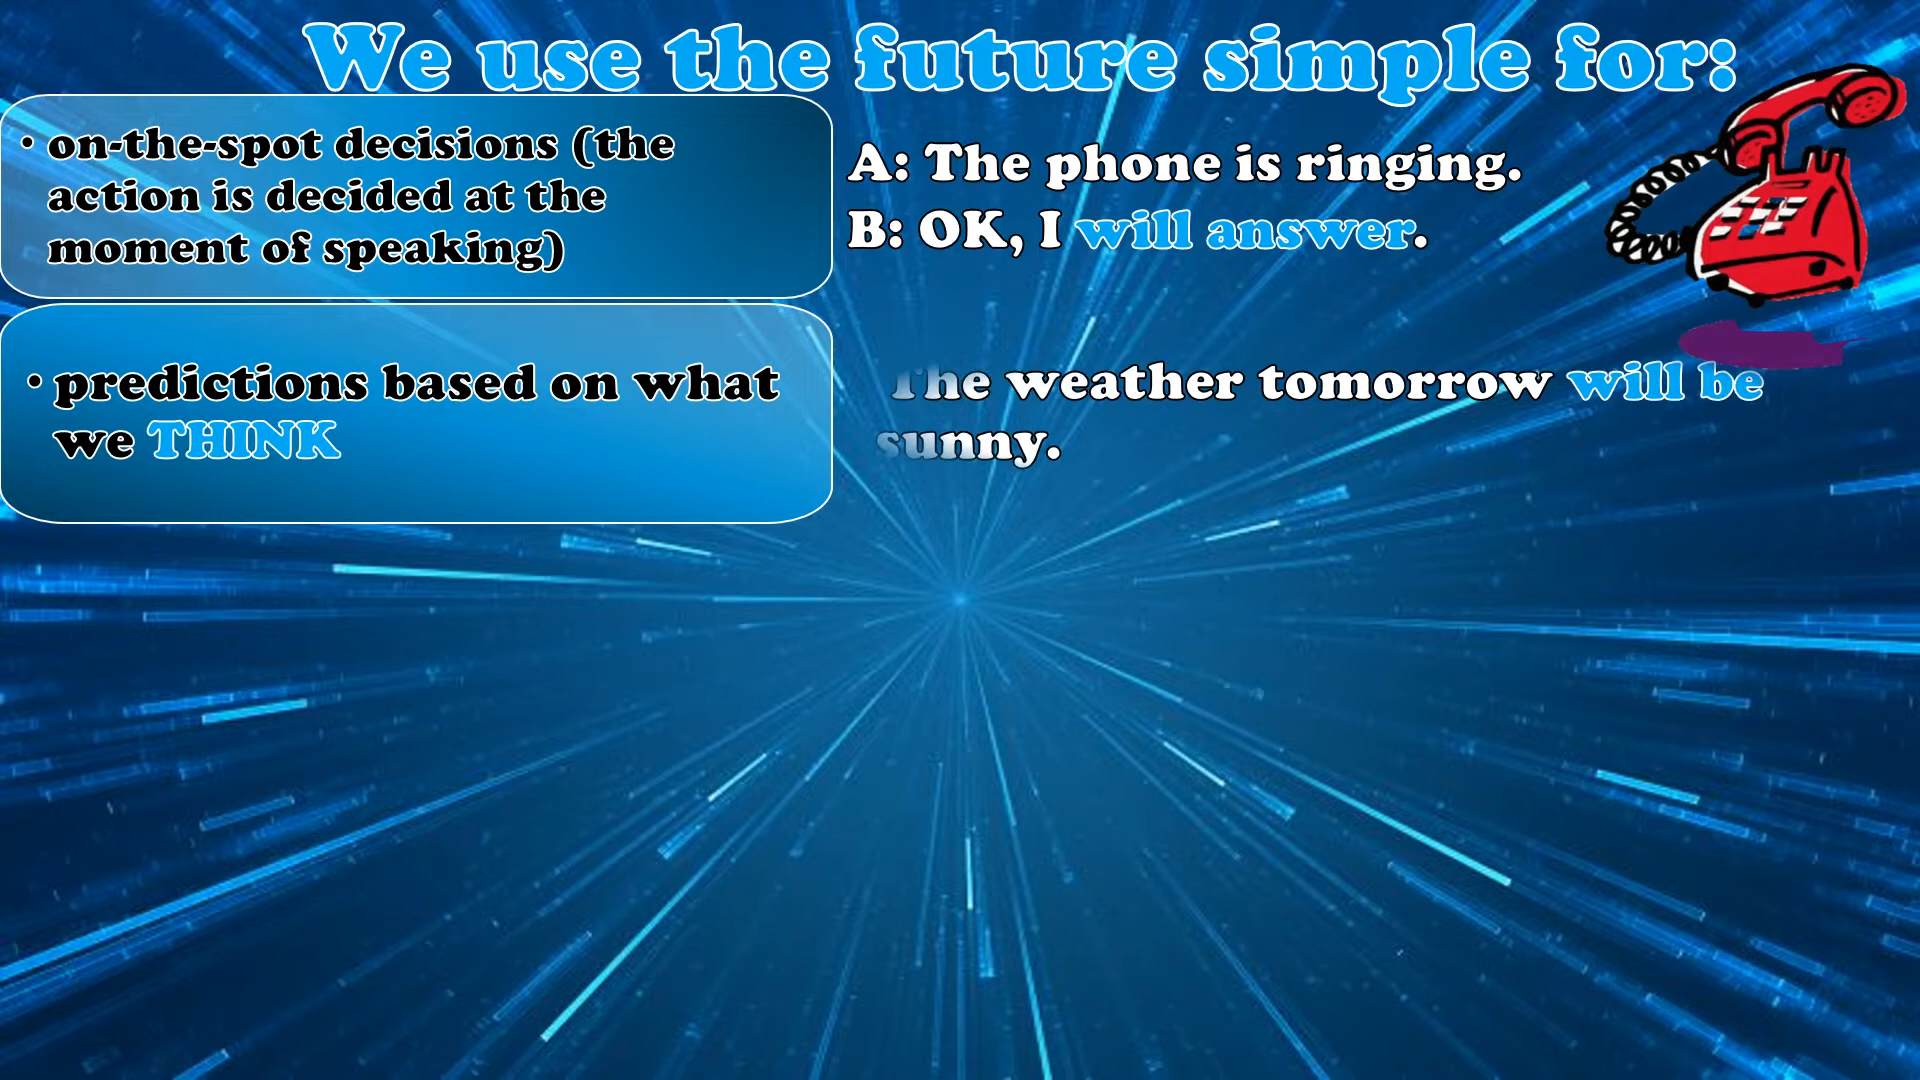 We use the future simple for:
• on-the-spot decisions (the
action is decided at the
moment of speaking)
A: The phone is ringing.
B: OK, I will answer.
• predictions based on what
we THINK
The weather tomorrow will be
sunny.